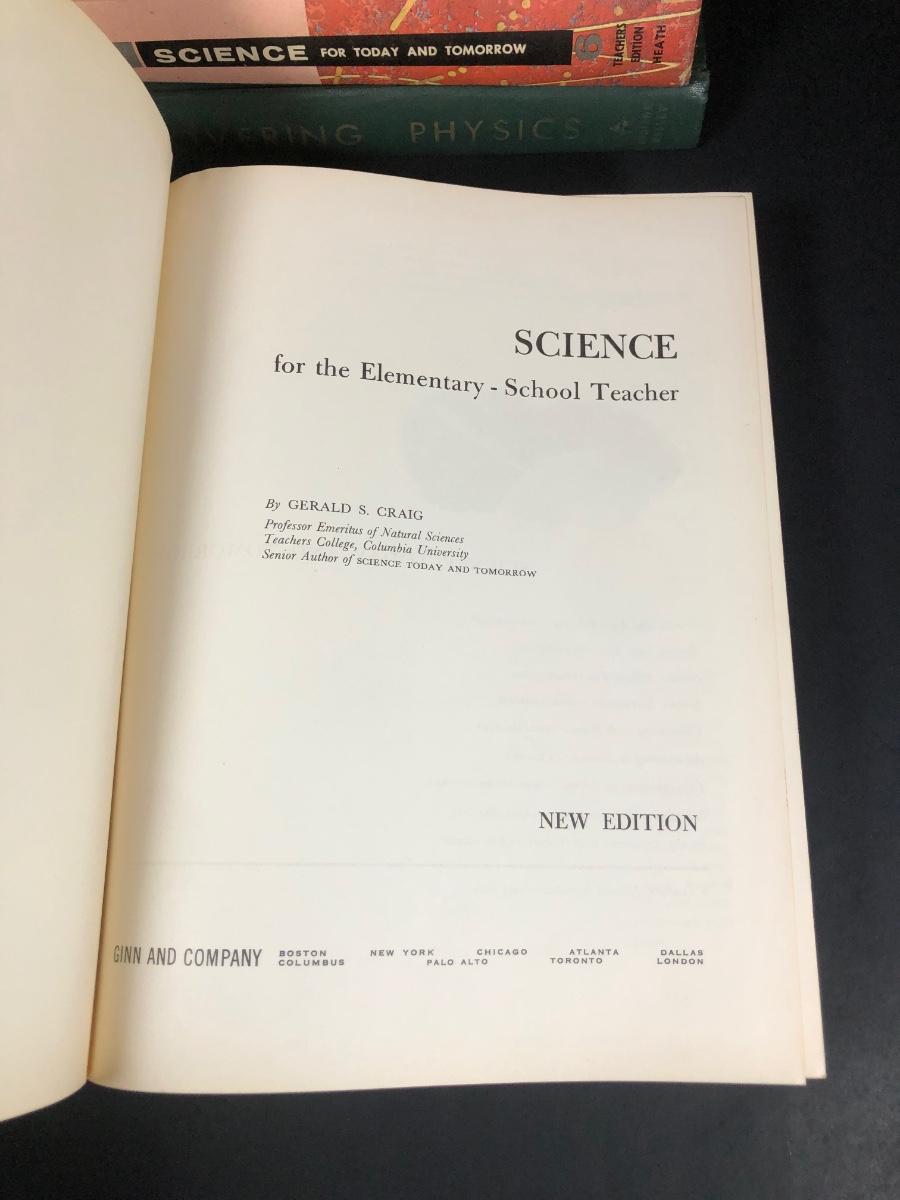 SCIENCE FOR TODAY AND TOMORROW 6 TEACHERS EDITION HEATH
PHYSICS
SCIENCE
for the Elementary - School Teacher
By GERALD S. CRAIG
Professor Emeritus of Natural Sciences
Teachers College, Columbia University
Senior Author of SCIENCE TODAY AND TOMORROW
NEW EDITION
GINN AND COMPANY BOSTON NEW YORK CHICAGO ATLANTA DALLAS
COLUMBUS PALO ALTO TORONTO LONDON